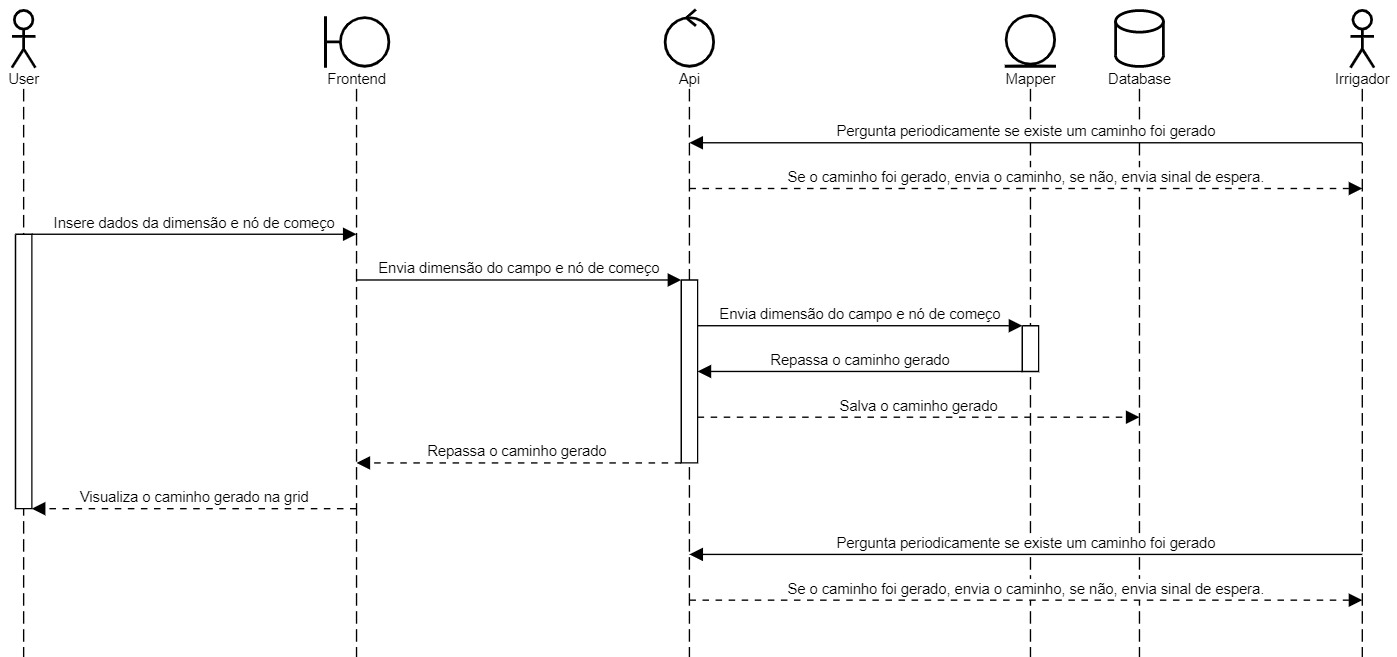 User
Frontend
Api
Mapper
Database
Irrigador
Pergunta periodicamente se existe um caminho foi gerado
Se o caminho foi gerado, envia o caminho, se não, envia sinal de espera.
Insere dados da dimensão e nó de começo
Envia dimensão do campo e nó de começo
Envia dimensão do campo e nó de começo
Repassa o caminho gerado
Salva o caminho gerado
Repassa o caminho gerado
Visualiza o caminho gerado na grid
Pergunta periodicamente se existe um caminho foi gerado
Se o caminho foi gerado, envia o caminho, se não, envia sinal de espera.